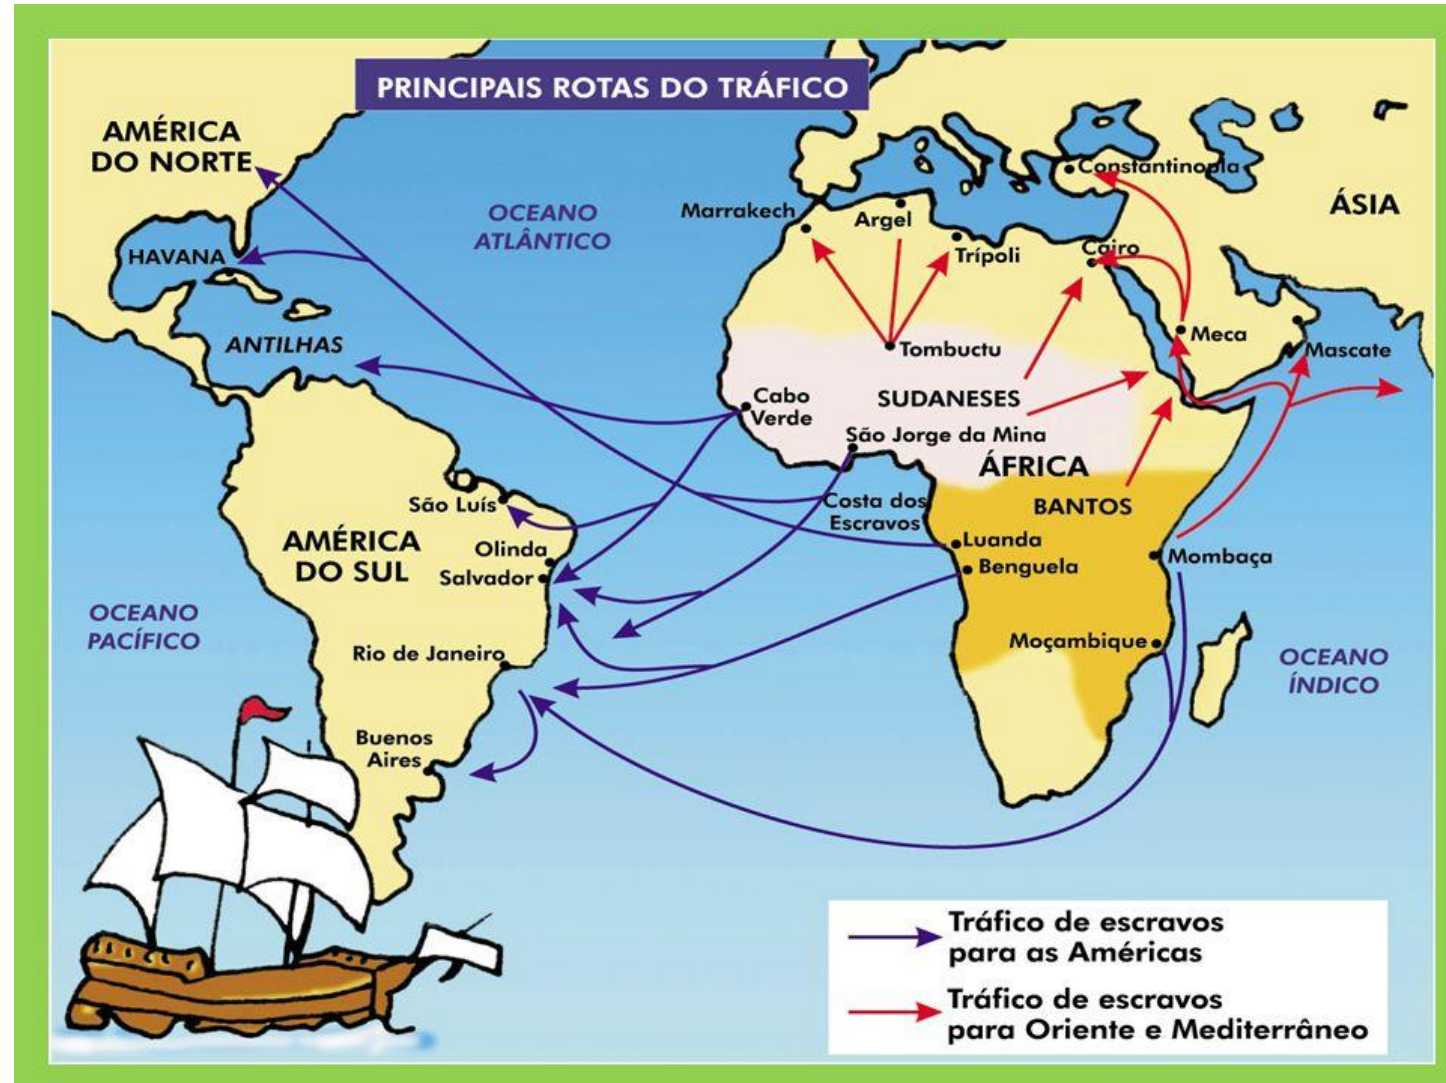 PRINCIPAIS ROTAS DO TRÁFICO
AMÉRICA
DO NORTE
OCEANO
ATLÂNTICO
HAVANA
ANTILHAS
Marrakech
Argel
Trípoli
Constantinopla
Cairo
ÁSIA
Meca
Mascate
Tombuctu
SUDANESES
Cabo
Verde
São Jorge da Mina
ÁFRICA
Costa dos
Escravos
BANTOS
Luanda
Benguela
Mombaça
Moçambique
São Luís
AMÉRICA
DO SUL
Olinda
Salvador
OCEANO
PACÍFICO
Rio de Janeiro
Buenos
Aires
OCEANO
ÍNDICO
Tráfico de escravos
para as Américas
Tráfico de escravos
para Oriente e Mediterrâneo